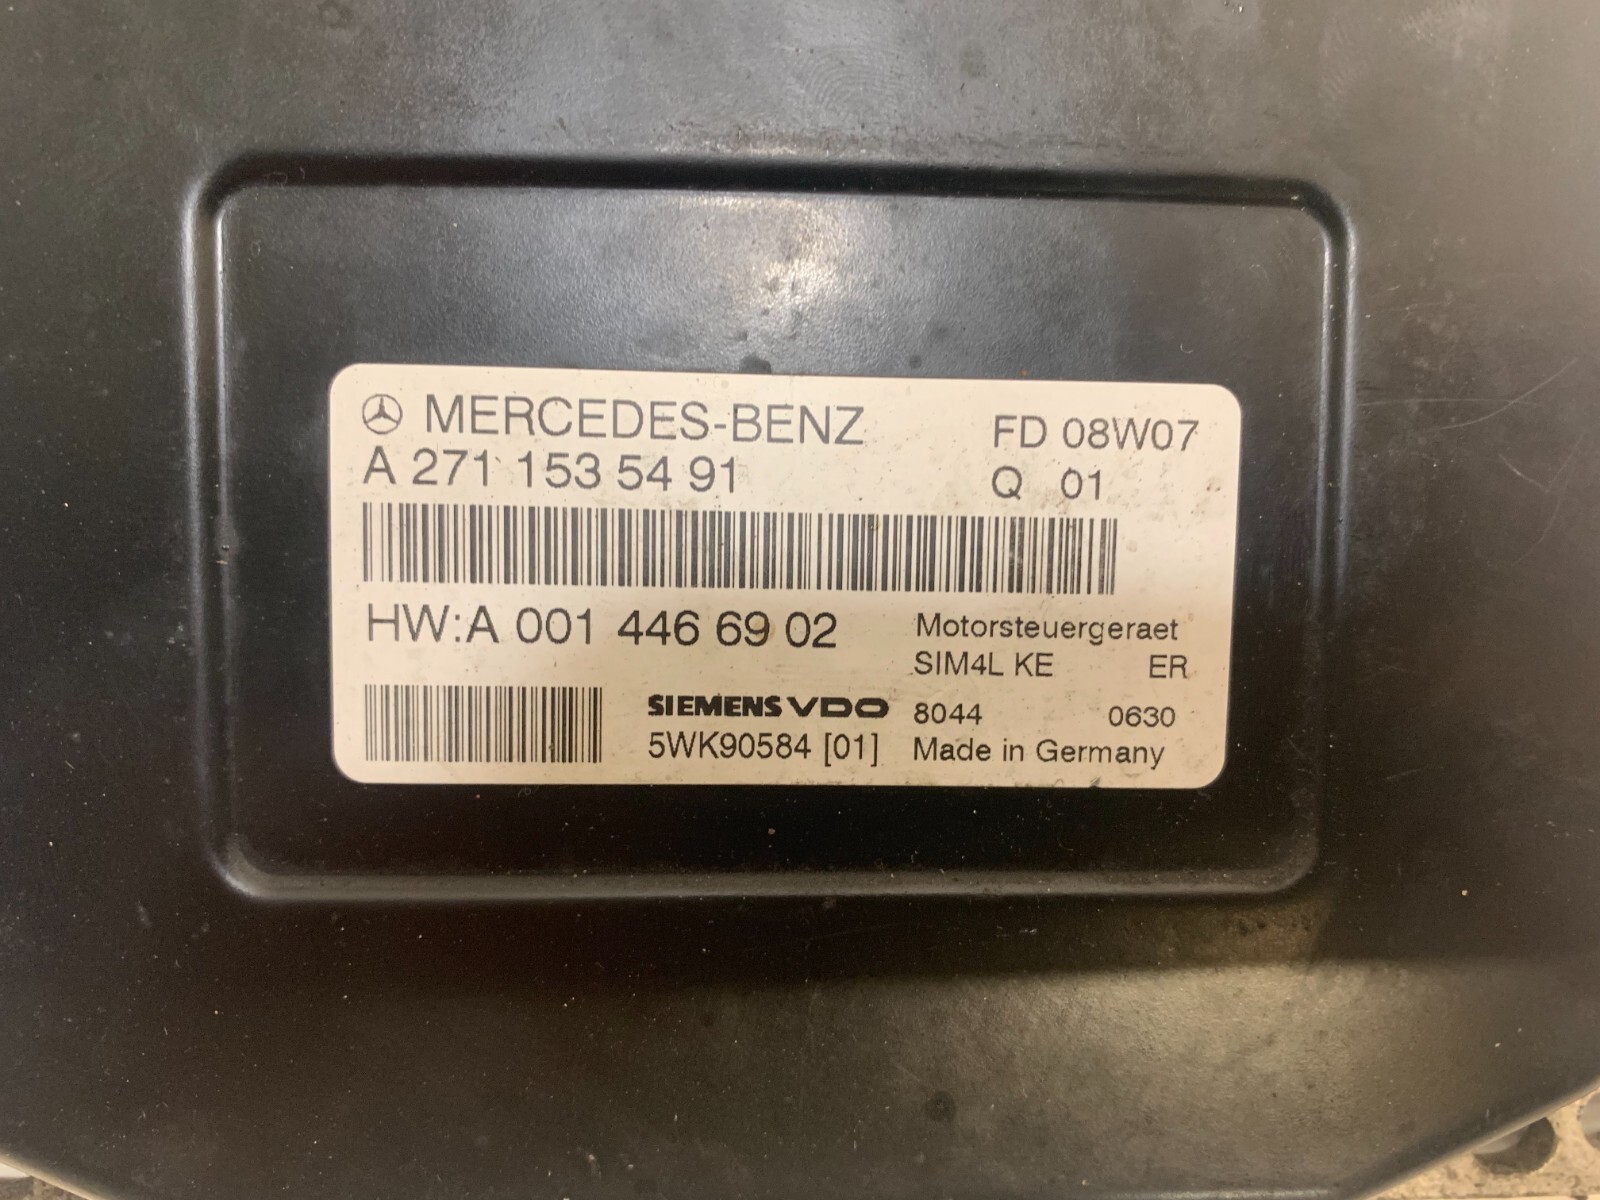 MERCEDES-BENZ FD 08W07
A 271 153 54 91 Q 01
HW:A 001 446 69 02 Motorsteuergeraet
SIM4L KE ER
SIEMENS VDO 8044 0630
5WK90584 [01] Made in Germany